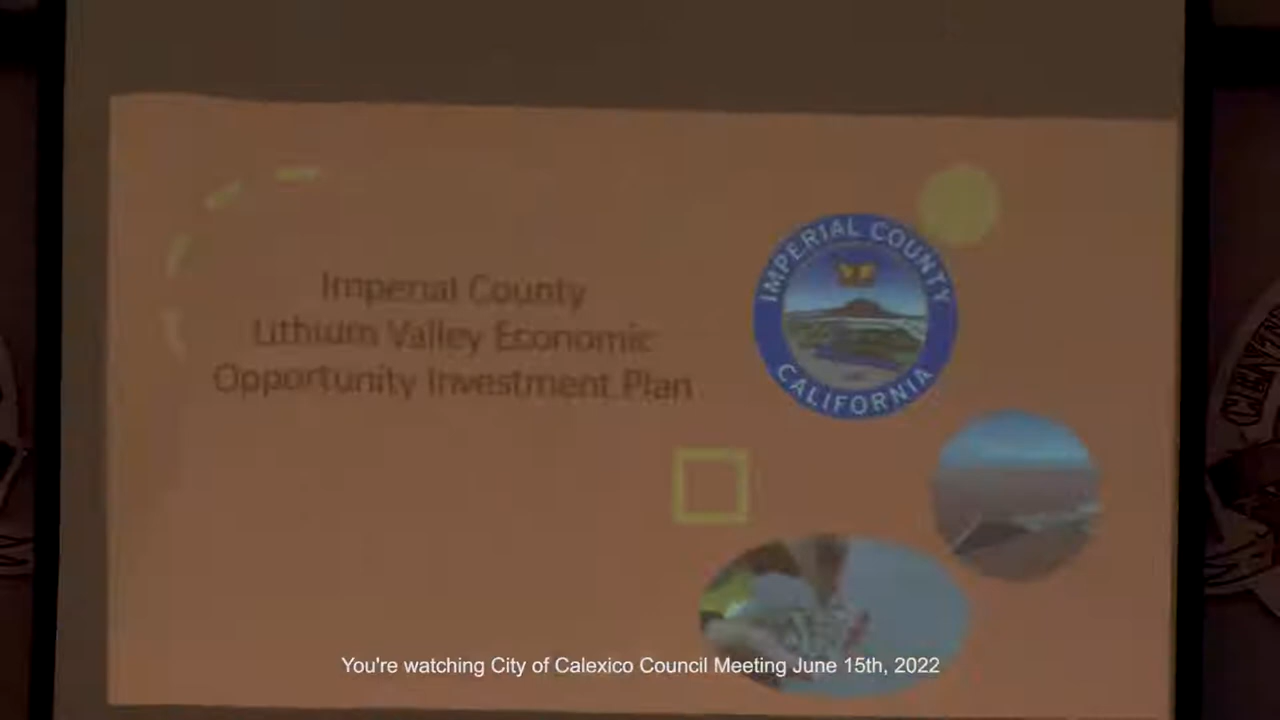 Imperial County
Lithium Valley Economic
Opportunity Investment Plan
IMPERIAL COUNTY
CALIFORNIA
You're watching City of Calexico Council Meeting June 15th, 2022